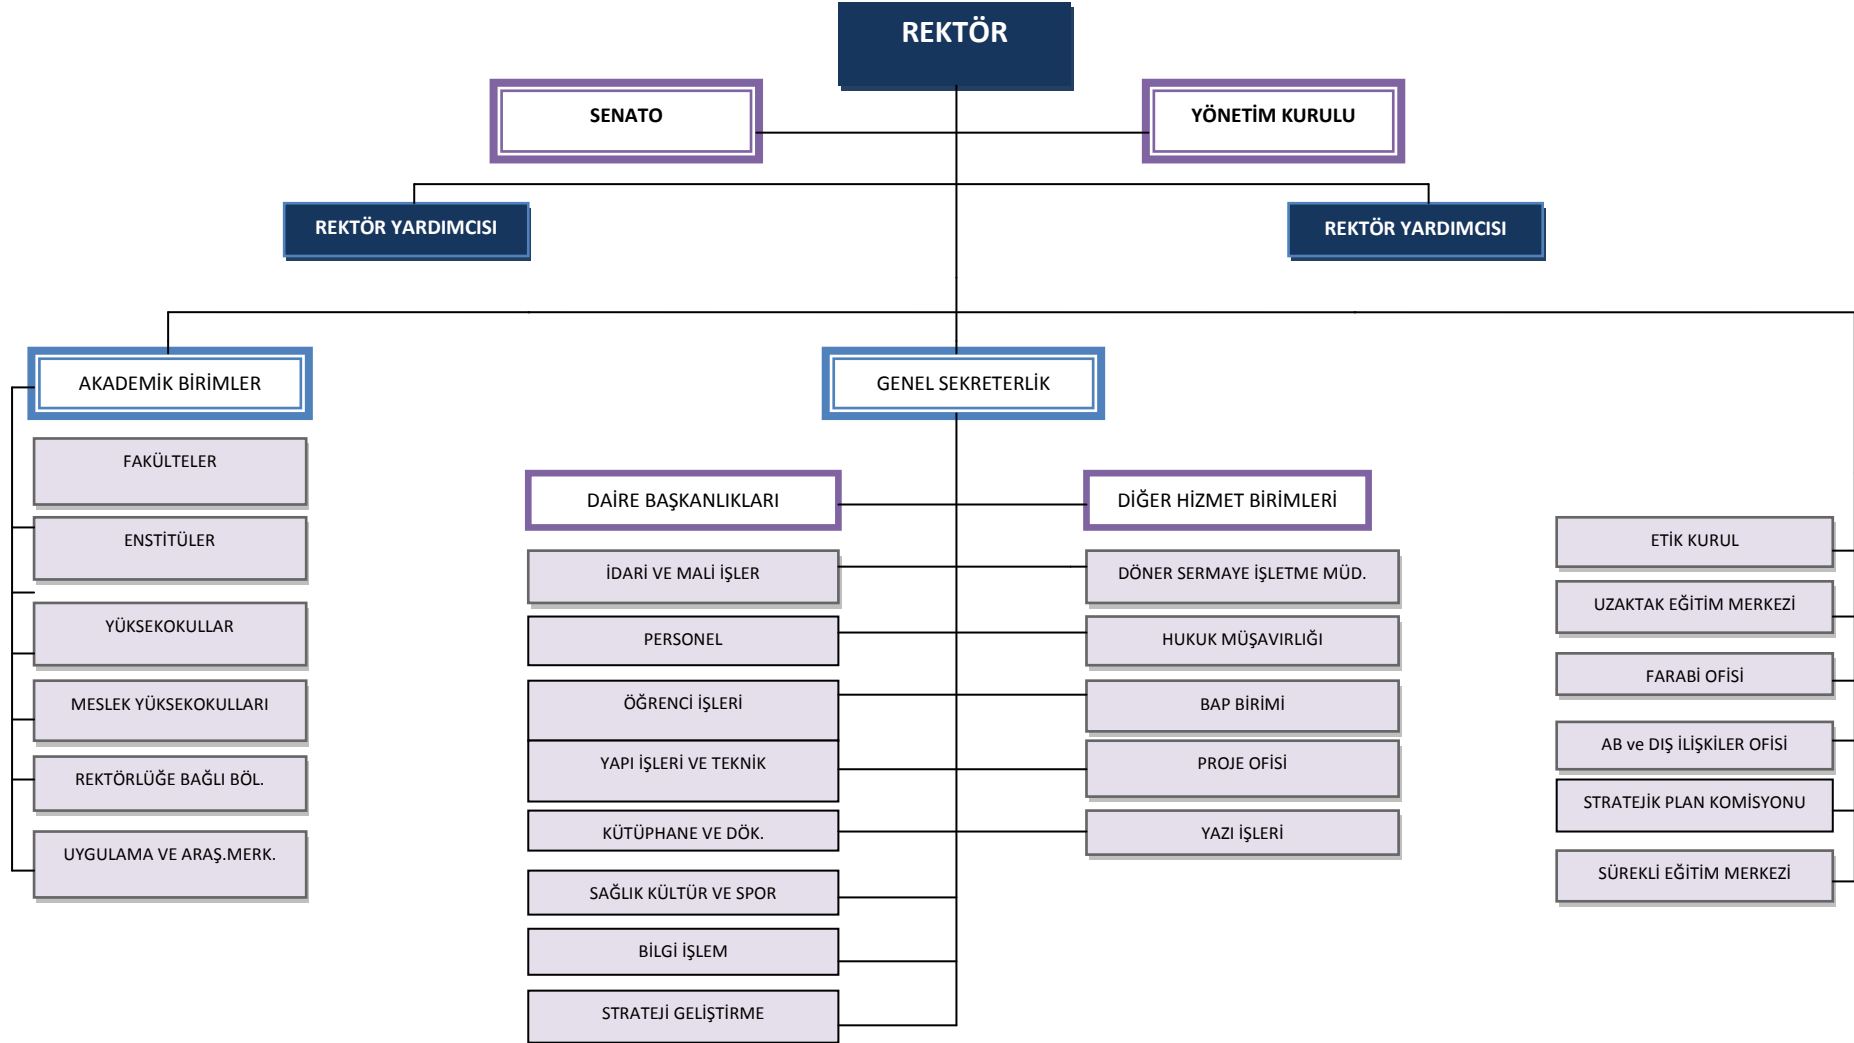 REKTÖR
SENATO
YÖNETİM KURULU
REKTÖR YARDIMCISI
REKTÖR YARDIMCISI
AKADEMİK BİRİMLER
GENEL SEKRETERLİK
FAKÜLTELER
ENSTİTÜLER
YÜKSEKOKULLAR
MESLEK YÜKSEKOKULLARI
REKTÖRLÜĞE BAĞLI BÖL.
UYGULAMA VE ARAŞ.MERK.
DAİRE BAŞKANLIKLARI
İDARİ VE MALİ İŞLER
PERSONEL
ÖĞRENCİ İŞLERİ
YAPI İŞLERİ VE TEKNİK
KÜTÜPHANE VE DÖK.
SAĞLIK KÜLTÜR VE SPOR
BİLGİ İŞLEM
STRATEJİ GELİŞTİRME
DİĞER HİZMET BİRİMLERİ
DÖNER SERMAYE İŞLETME MÜD.
HUKUK MÜŞAVIRLIĞI
BAP BİRİMİ
PROJE OFİSİ
YAZI İŞLERİ
ETİK KURUL
UZAKTAK EĞİTİM MERKEZİ
FARABİ OFİSİ
AB ve DIŞ İLİŞKİLER OFİSİ
STRATEJİK PLAN KOMİSYONU
SÜREKLİ EĞİTİM MERKEZİ